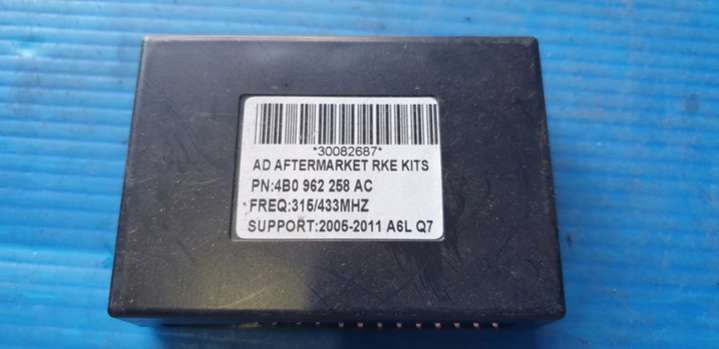 *30082687*
AD AFTERMARKET RKE KITS
PN:4B0 962 258 AC
FREQ:315/433MHZ
SUPPORT:2005-2011 A6L Q7